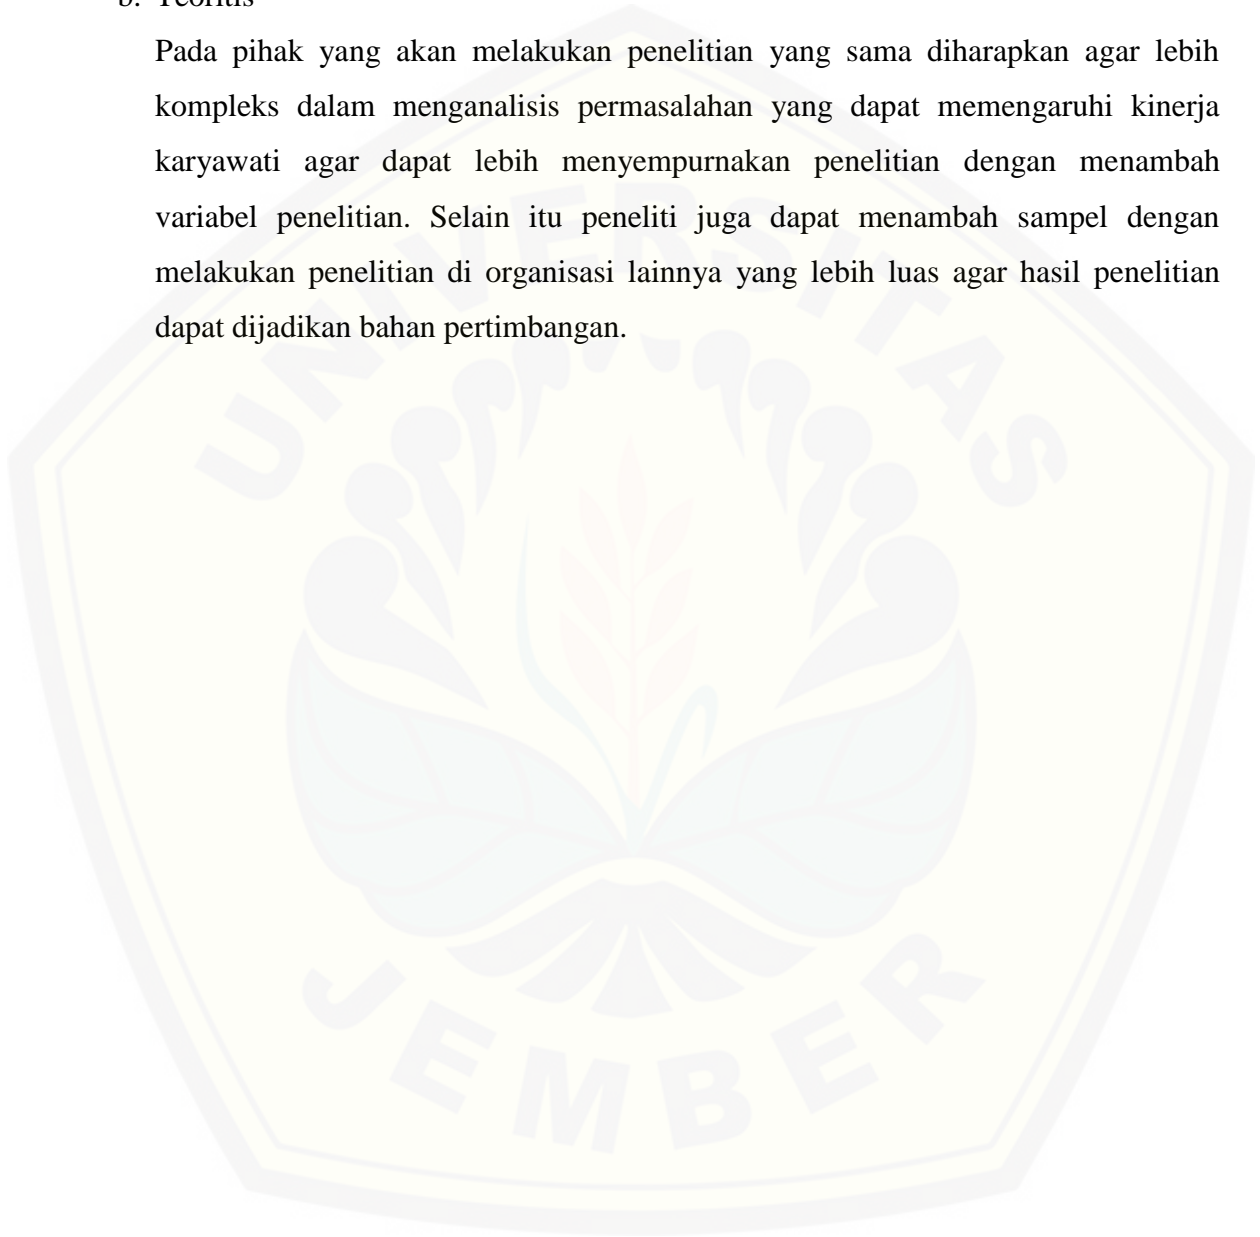 b. Teoritis
Pada pihak yang akan melakukan penelitian yang sama diharapkan agar lebih
kompleks dalam menganalisis permasalahan yang dapat memengaruhi kinerja
karyawati agar dapat lebih menyempurnakan penelitian dengan menambah
variabel penelitian. Selain itu peneliti juga dapat menambah sampel dengan
melakukan penelitian di organisasi lainnya yang lebih luas agar hasil penelitian
dapat dijadikan bahan pertimbangan.
UNIVERSITAS
JEMBER